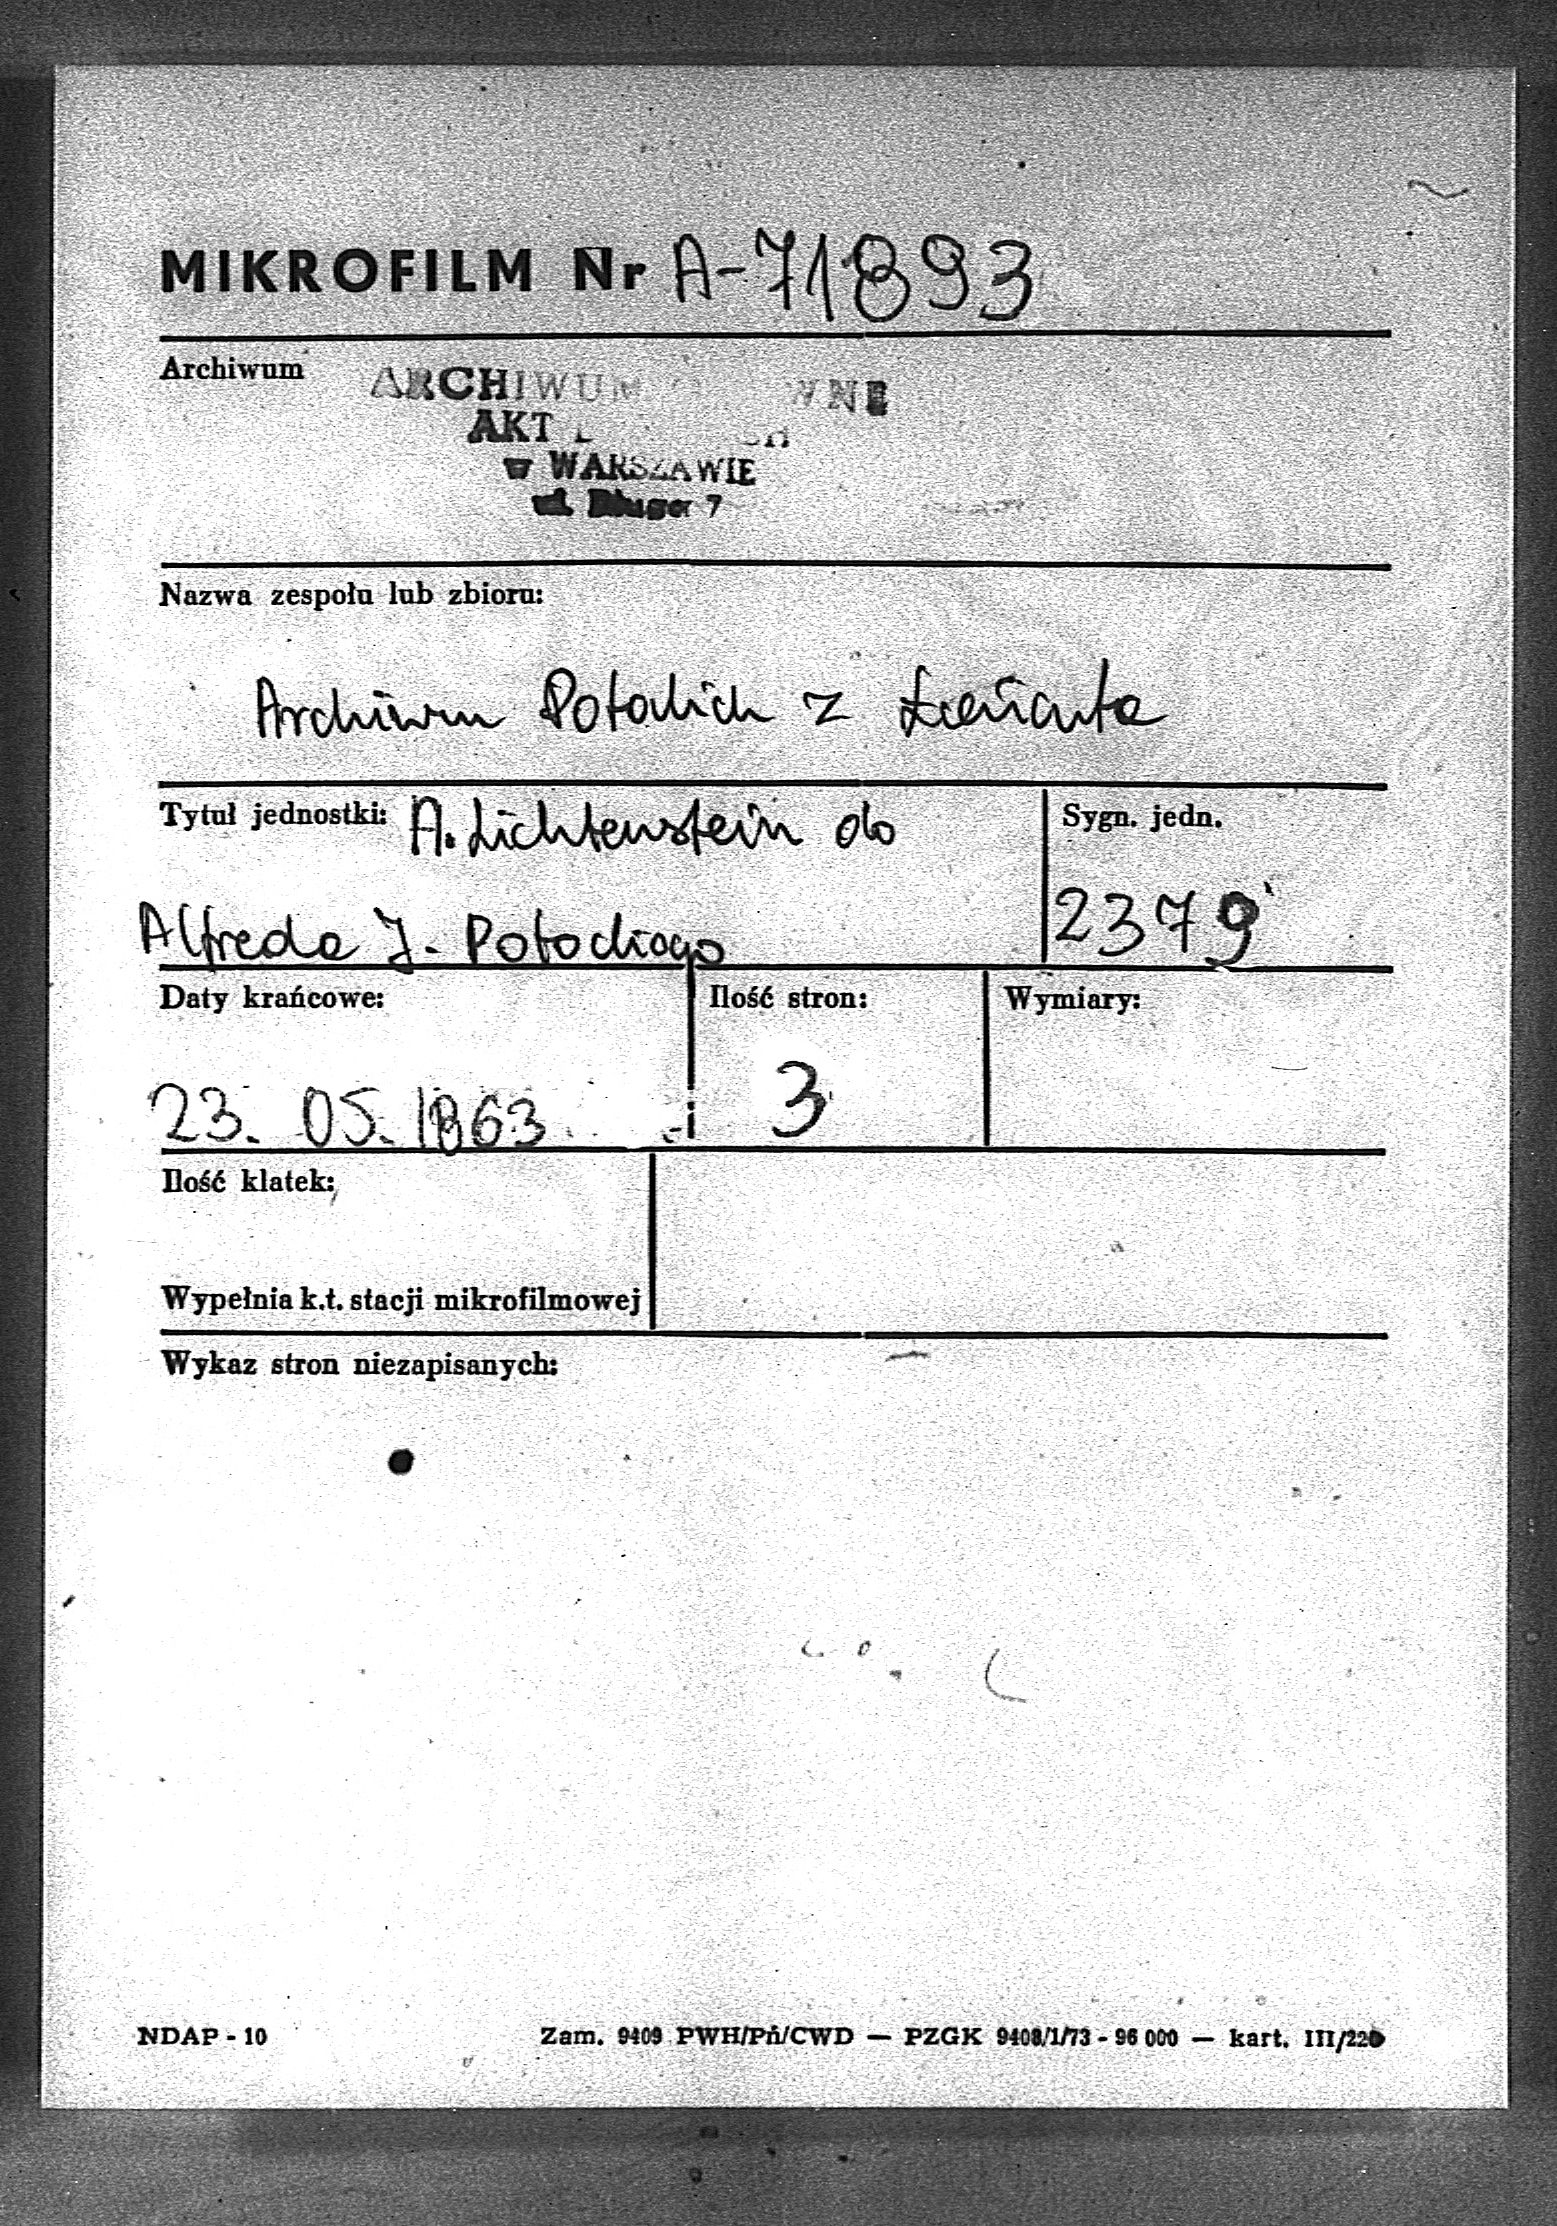 MIKROFILM Nr A-71893
Archiwum
ARCHIWUM
AKT
w WARSZAWIE
ul. Długa 7
Nazwa zespołu lub zbioru:
Archiwum Potockich z Łańcuta
Tytuł jednostki: A. Lichtenstein do
Alfreda J. Potockiego
Sygn. jedn.
2379
Daty krańcowe:
23. 05. 1863
Ilość stron:
3
Wymiary:
Ilość klatek:
Wypełnia k.t. stacji mikrofilmowej
Wykaz stron niezapisanych:
NDAP - 10
Zam. 9409 PWH/Pń/CWD — PZGK 9408/1/73 - 96 000 — kart. III/220